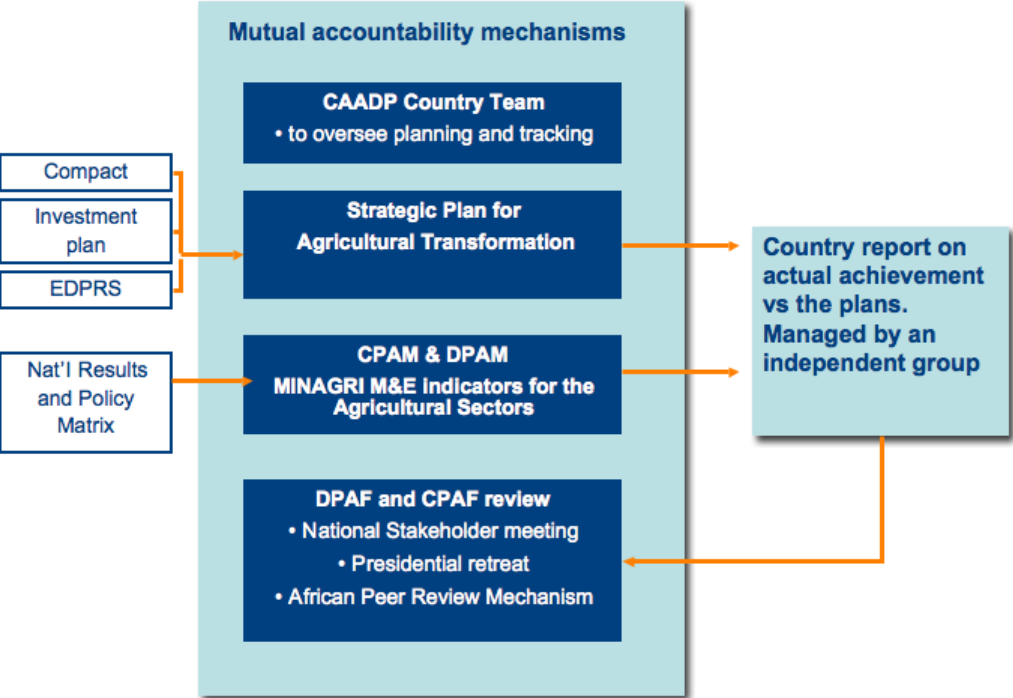 Mutual accountability mechanisms
CAADP Country Team
• to oversee planning and tracking
Compact
Investment
plan
EDPRS
Strategic Plan for
Agricultural Transformation
Nat'l Results
and Policy
Matrix
CPAM & DPAM
MINAGRI M&E indicators for the
Agricultural Sectors
Country report on
actual achievement
vs the plans.
Managed by an
independent group
DPAF and CPAF review
• National Stakeholder meeting
• Presidential retreat
• African Peer Review Mechanism